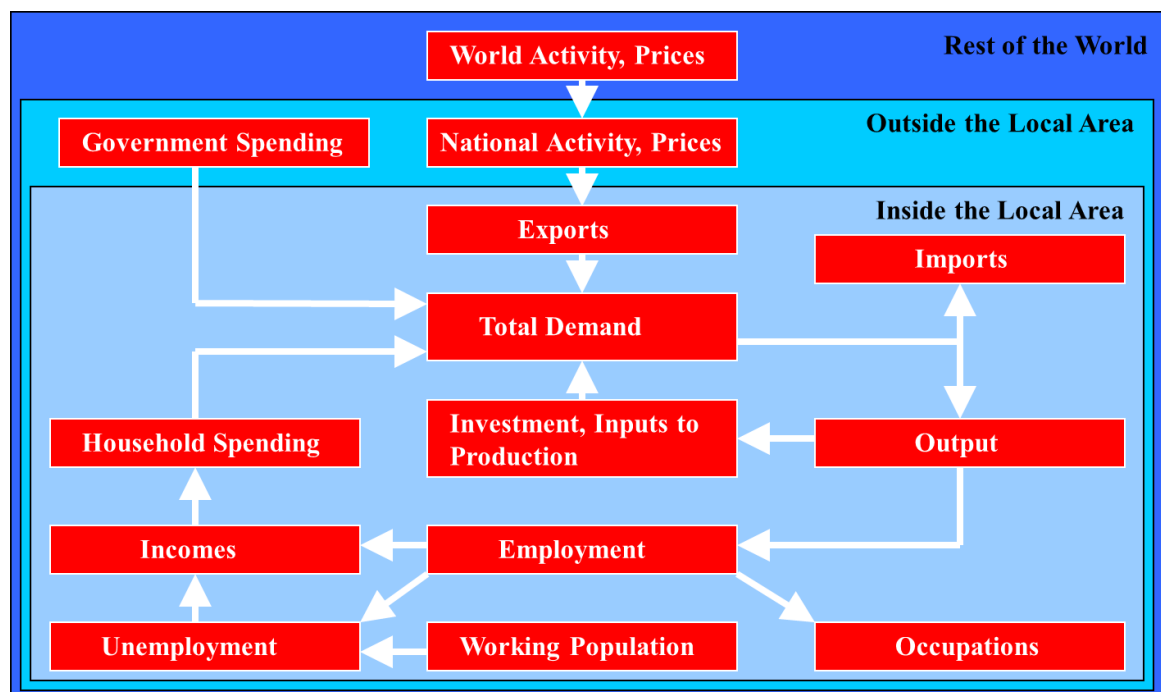 Rest of the World
World Activity, Prices
Outside the Local Area
Government Spending
National Activity, Prices
Inside the Local Area
Exports
Imports
Total Demand
Household Spending
Investment, Inputs to
Production
Output
Incomes
Employment
Unemployment
Working Population
Occupations